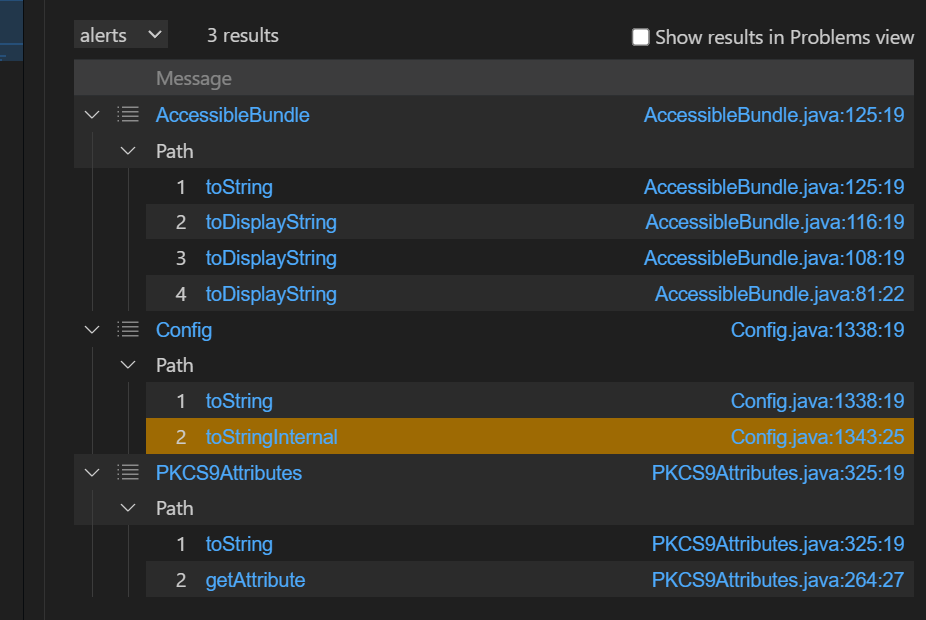 alerts 3 results Show results in Problems view
Message
AccessibleBundle AccessibleBundle.java:125:19
Path
1 toString AccessibleBundle.java:125:19
2 toDisplayString AccessibleBundle.java:116:19
3 toDisplayString AccessibleBundle.java:108:19
4 toDisplayString AccessibleBundle.java:81:22
Config Config.java:1338:19
Path
1 toString Config.java:1338:19
2 toStringInternal Config.java:1343:25
PKCS9Attributes PKCS9Attributes.java:325:19
Path
1 toString PKCS9Attributes.java:325:19
2 getAttribute PKCS9Attributes.java:264:27